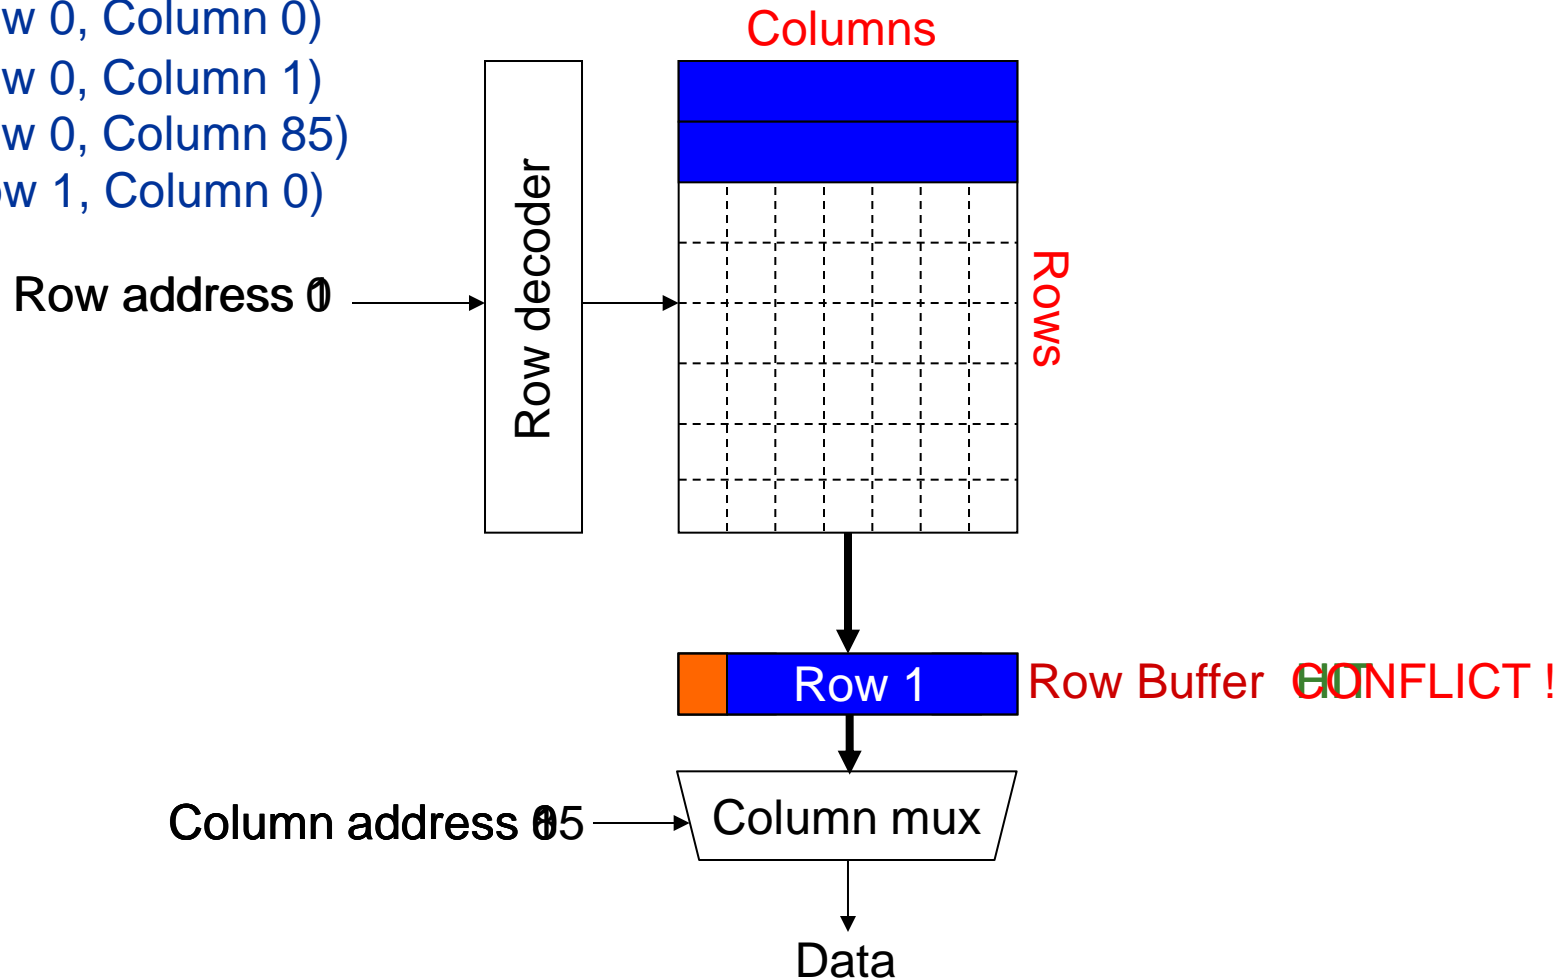 w 0, Column 0)
w 0, Column 1)
w 0, Column 85)
w 1, Column 0)
Columns
Row decoder
Rows
Row address
Row 1
Row Buffer CONFLICT !
Column address
Column mux
Data